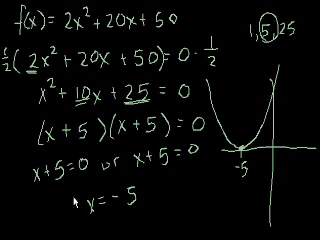 f(x) = 2x² + 20x + 50
1, 5, 25
1/2 (2x² + 20x + 50) = 0 · 1/2
x² + 10x + 25 = 0
(x + 5)(x + 5) = 0
x + 5 = 0 or x + 5 = 0
-5
x = -5